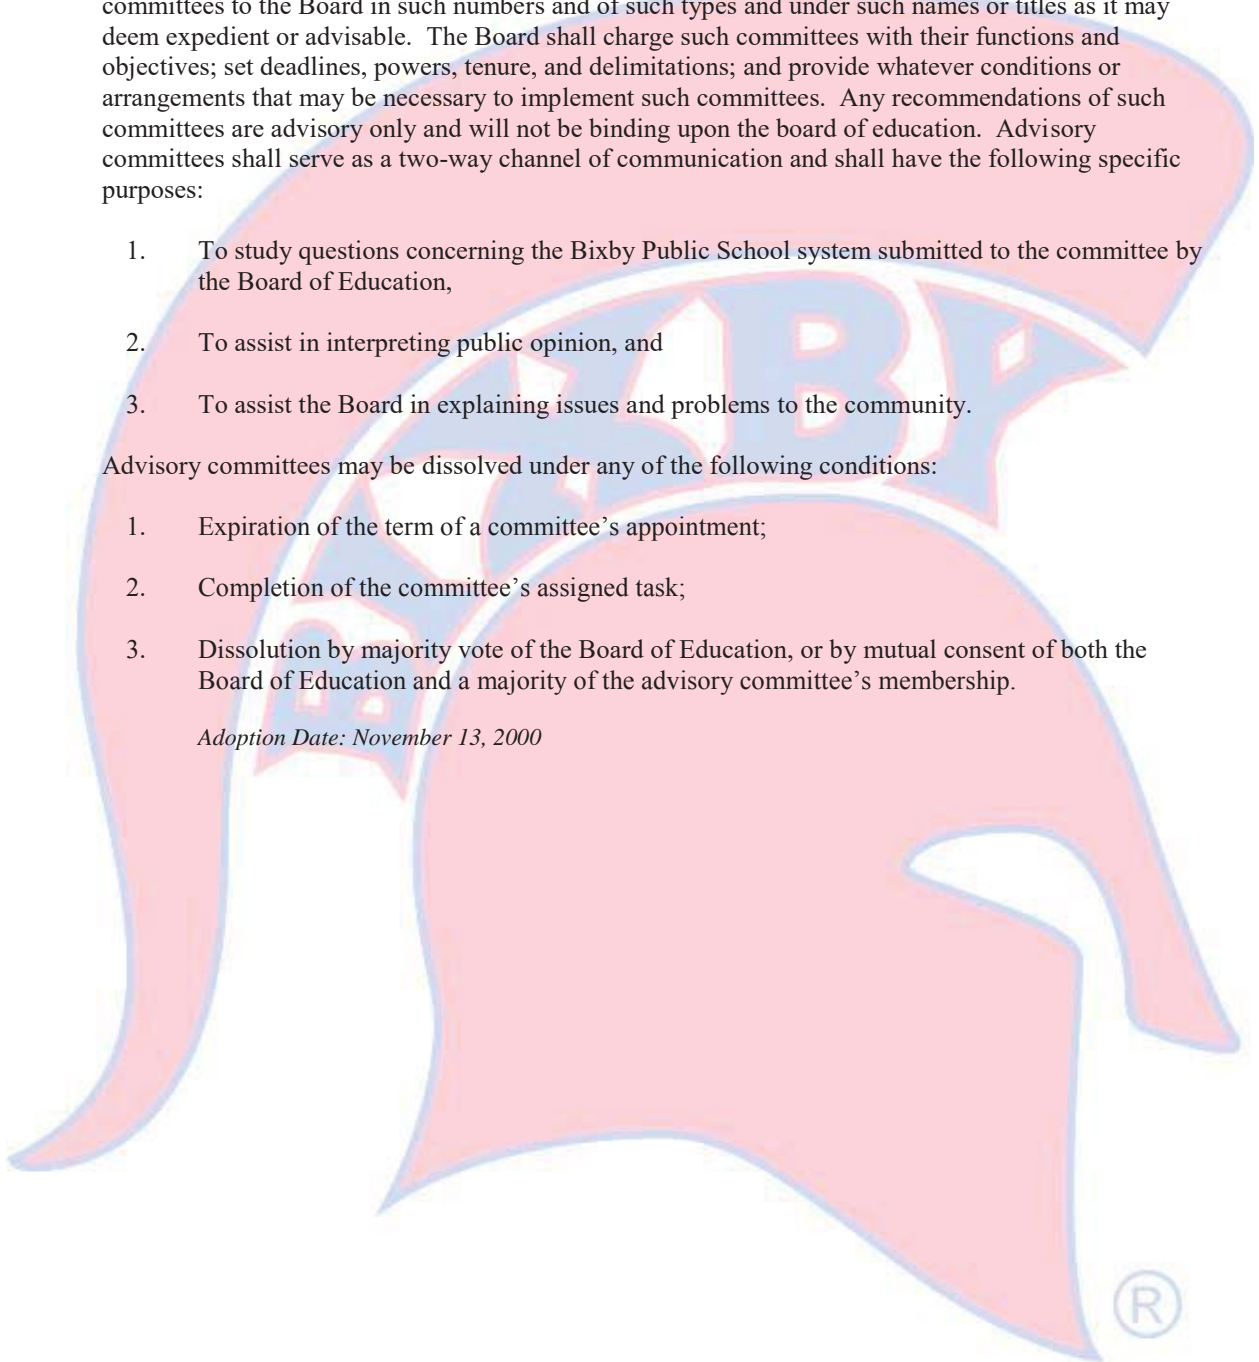 committees to the Board in such numbers and of such types and under such names or titles as it may
deem expedient or advisable.  The Board shall charge such committees with their functions and
objectives; set deadlines, powers, tenure, and delimitations; and provide whatever conditions or
arrangements that may be necessary to implement such committees.  Any recommendations of such
committees are advisory only and will not be binding upon the board of education.  Advisory
committees shall serve as a two-way channel of communication and shall have the following specific
purposes:
1. To study questions concerning the Bixby Public School system submitted to the committee by
the Board of Education,
2. To assist in interpreting public opinion, and
3. To assist the Board in explaining issues and problems to the community.
Advisory committees may be dissolved under any of the following conditions:
1. Expiration of the term of a committee’s appointment;
2. Completion of the committee’s assigned task;
3. Dissolution by majority vote of the Board of Education, or by mutual consent of both the
Board of Education and a majority of the advisory committee’s membership.
Adoption Date: November 13, 2000
BIXBY
®